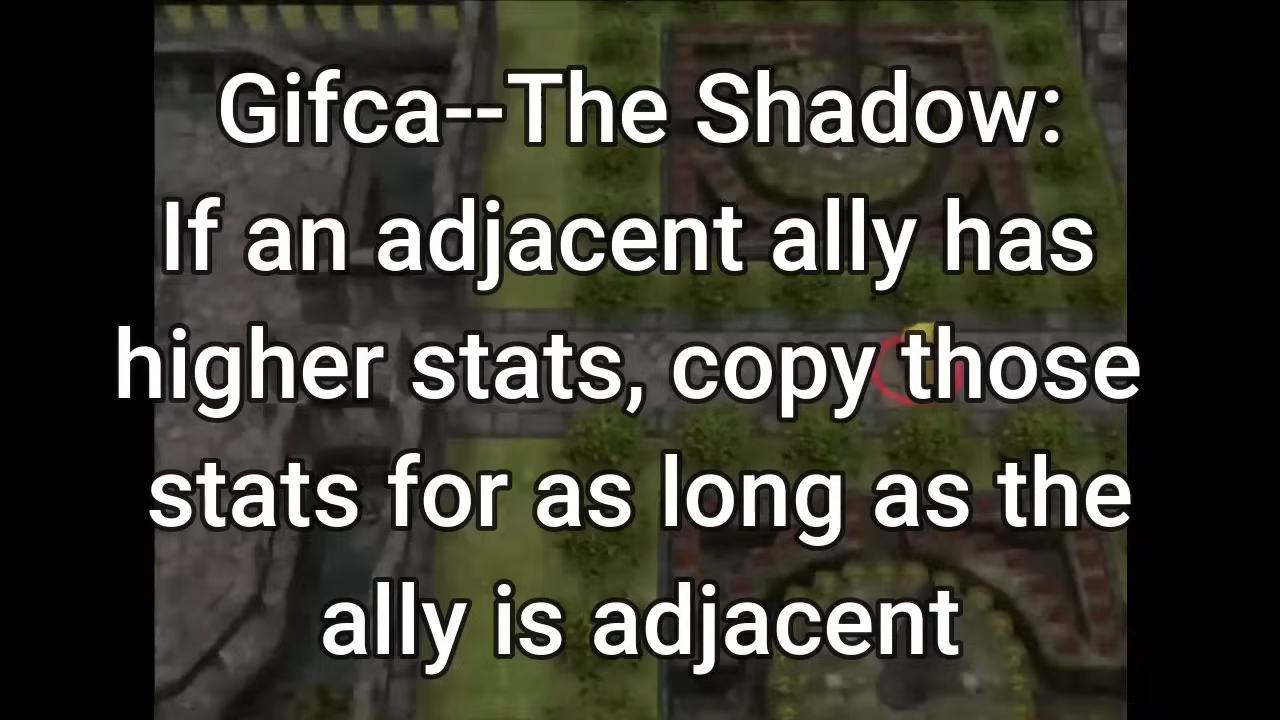 Gifca--The Shadow:
If an adjacent ally has
higher stats, copy those
stats for as long as the
ally is adjacent